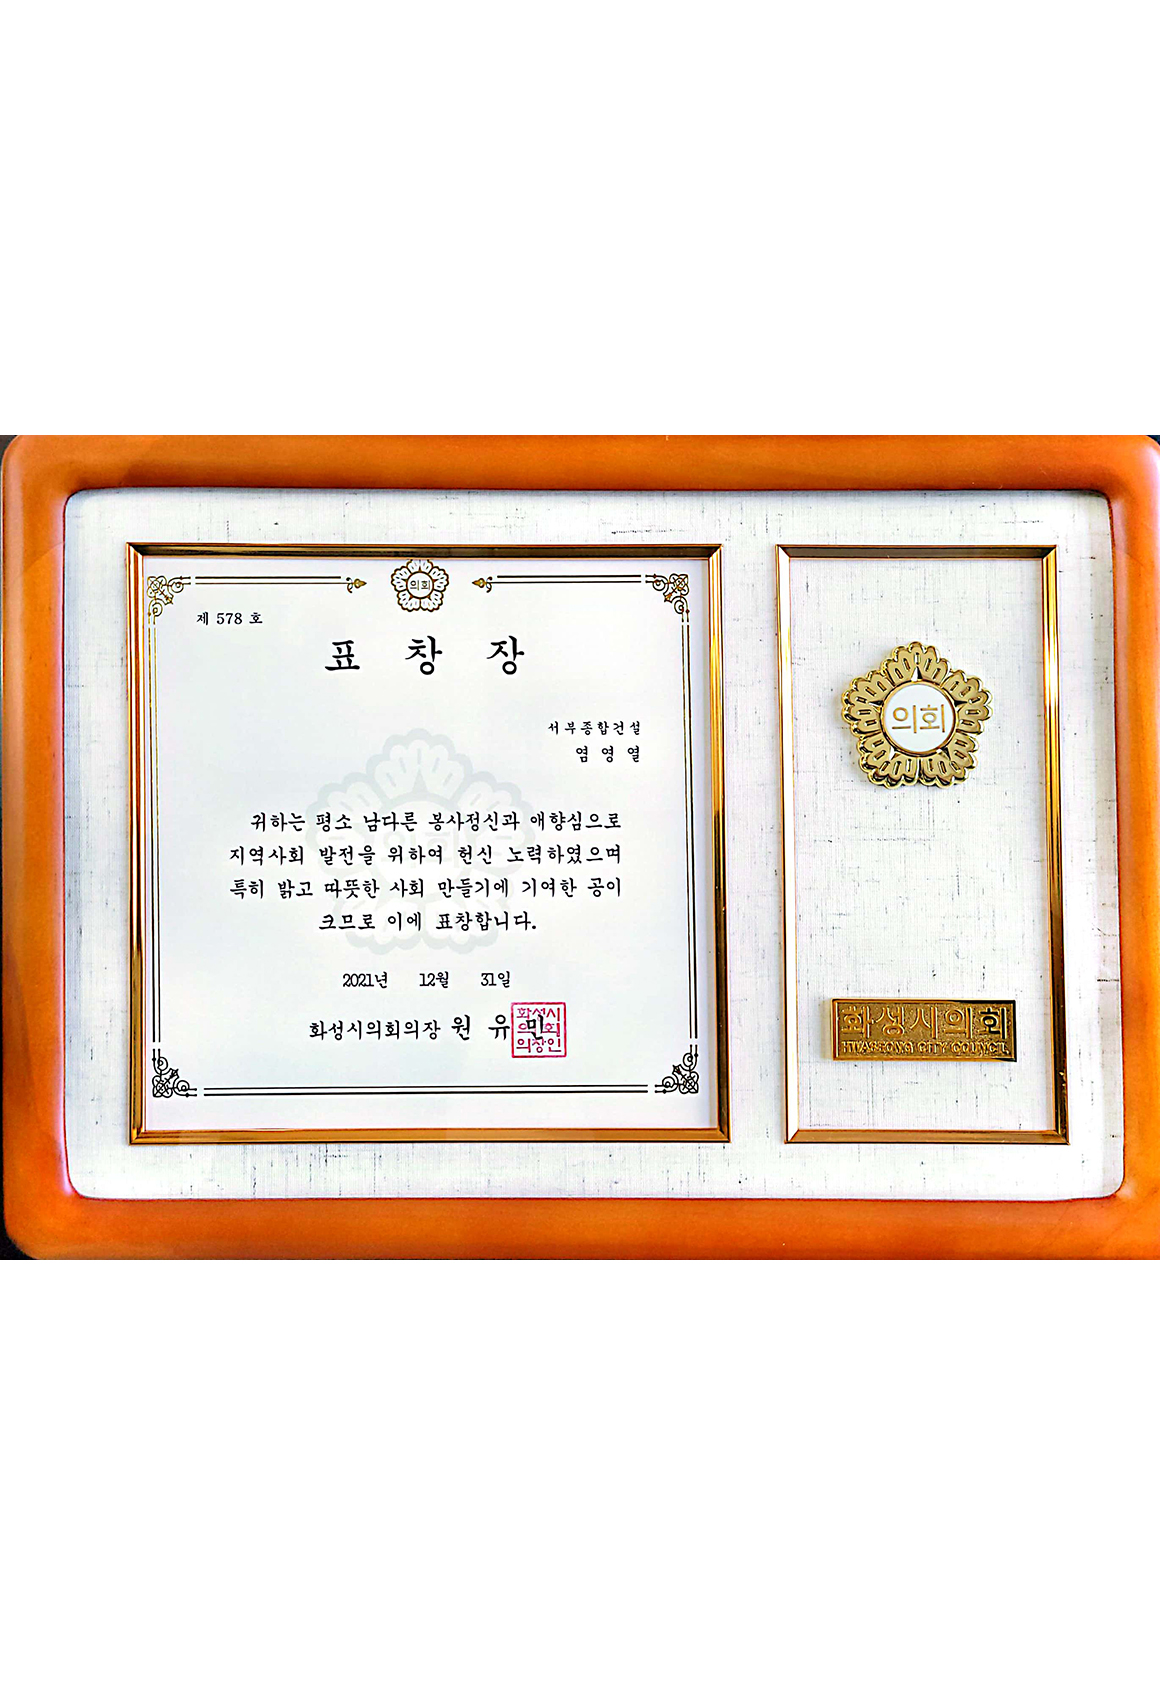 의회
제 578 호
표 창 장
서부종합건설
염 영 열
위하는 평소 남다른 봉사정신과 애향심으로
지역사회 발전을 위하여 헌신 노력하였으며
특히 밝고 따뜻한 사회 만들기에 기여한 공이
크므로 이에 표창합니다.
2021년 12월 31일
화성시의회의장 원 유 민
화성시
의회
의장인
의회
화성시의회
HWASEONG CITY COUNCIL